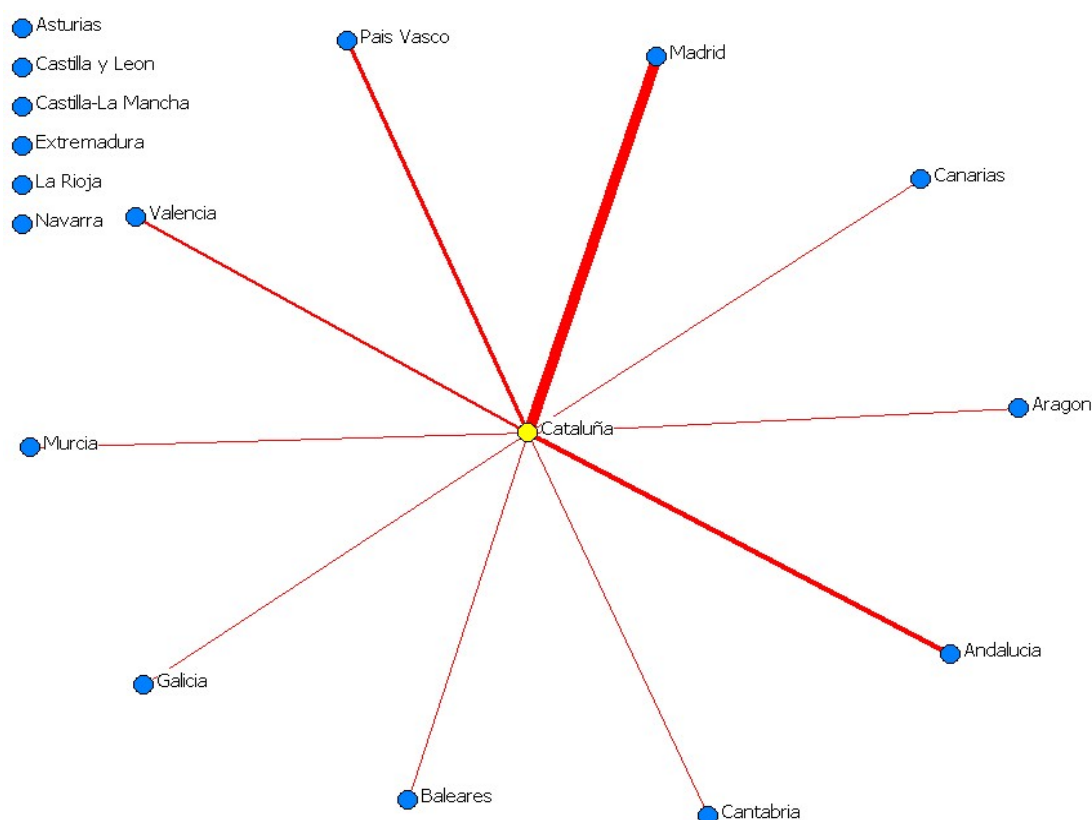 Asturias
Pais Vasco
Madrid
Castilla y Leon
Castilla-La Mancha
Extremadura
La Rioja
Canarias
Valencia
Navarra
Aragon
Cataluña
Murcia
Andalucia
Galicia
Baleares
Cantabria